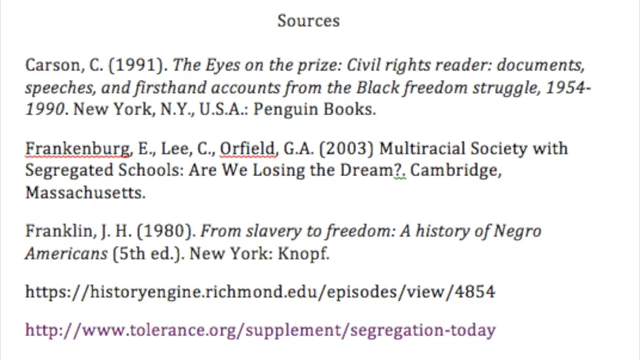 Sources
Carson, C. (1991). The Eyes on the prize: Civil rights reader: documents,
speeches, and firsthand accounts from the Black freedom struggle, 1954-
1990. New York, N.Y., U.S.A.: Penguin Books.
Frankenburg, E., Lee, C., Orfield, G.A. (2003) Multiracial Society with
Segregated Schools: Are We Losing the Dream?. Cambridge,
Massachusetts.
Franklin, J. H. (1980). From slavery to freedom: A history of Negro
Americans (5th ed.). New York: Knopf.
https://historyengine.richmond.edu/episodes/view/4854
http://www.tolerance.org/supplement/segregation-today